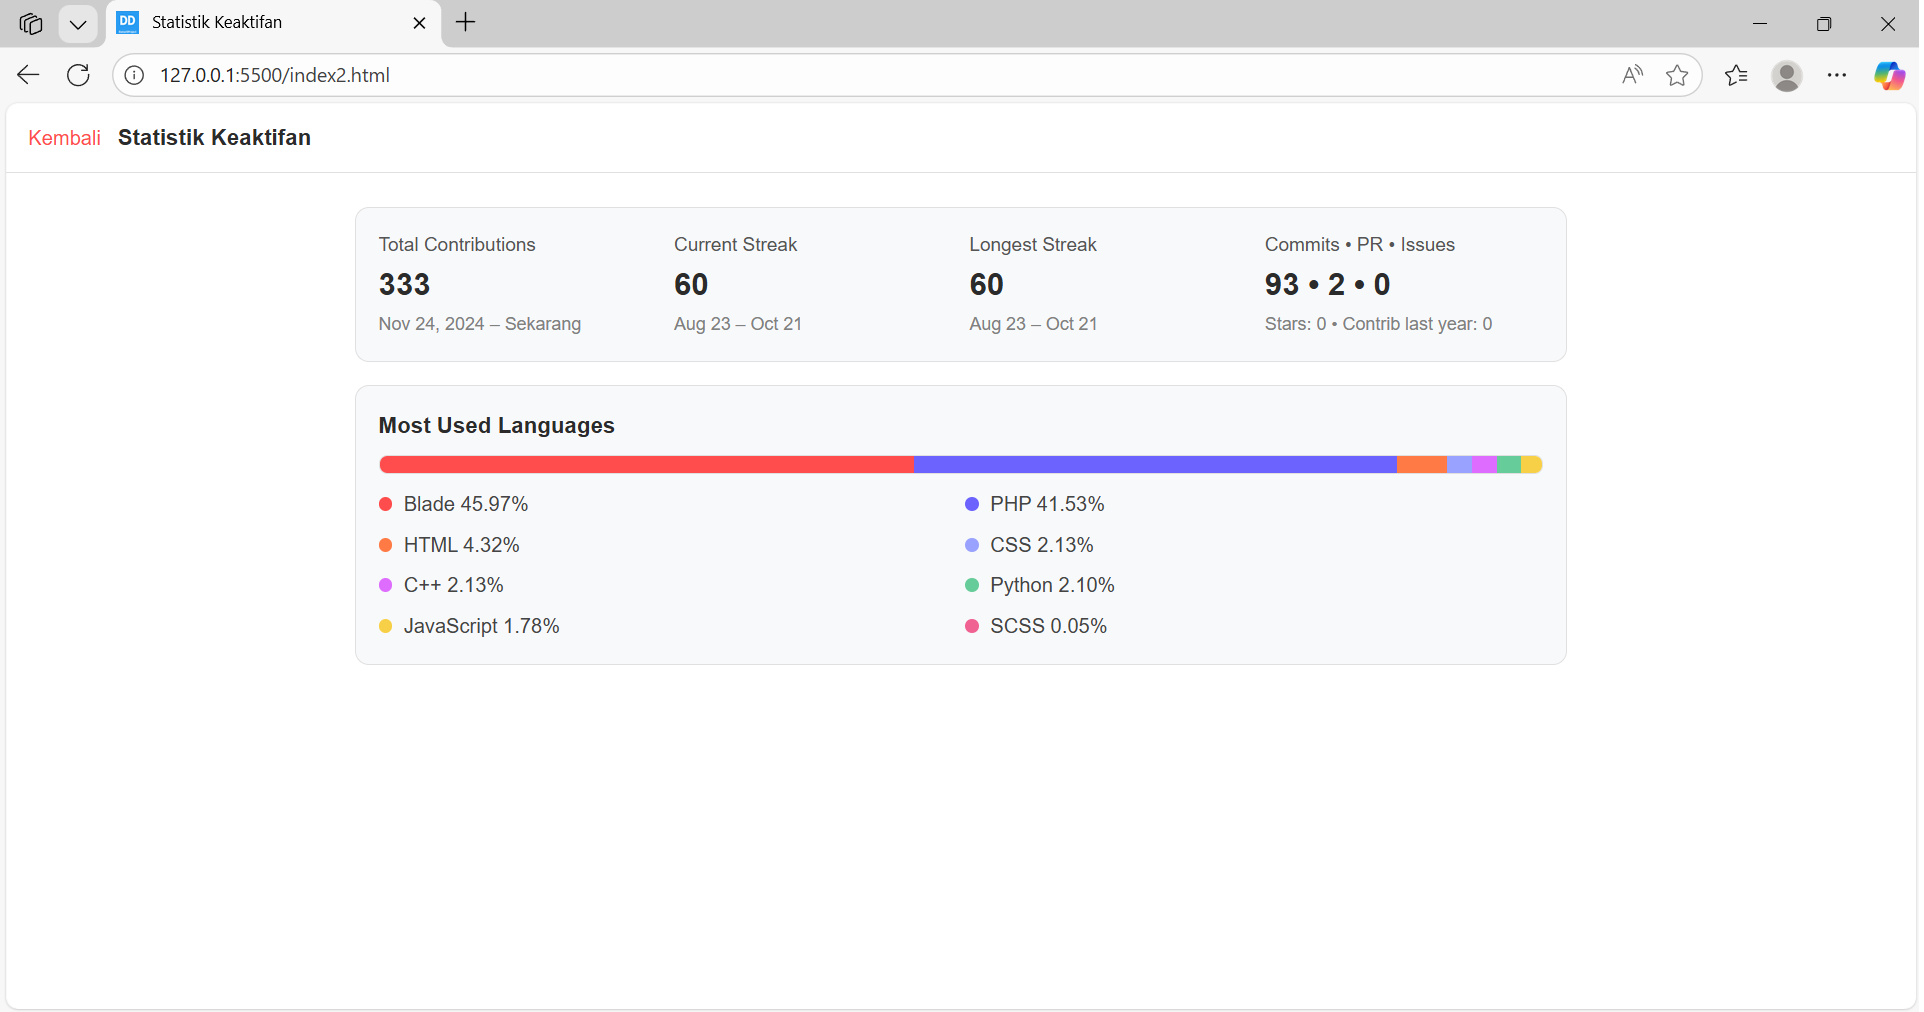 DD Statistik Keaktifan
127.0.0.1:5500/index2.html
Kembali Statistik Keaktifan
Total Contributions
333
Nov 24, 2024 – Sekarang
Current Streak
60
Aug 23 – Oct 21
Longest Streak
60
Aug 23 – Oct 21
Commits • PR • Issues
93 • 2 • 0
Stars: 0 • Contrib last year: 0
Most Used Languages
Blade 45.97%
PHP 41.53%
HTML 4.32%
CSS 2.13%
C++ 2.13%
Python 2.10%
JavaScript 1.78%
SCSS 0.05%